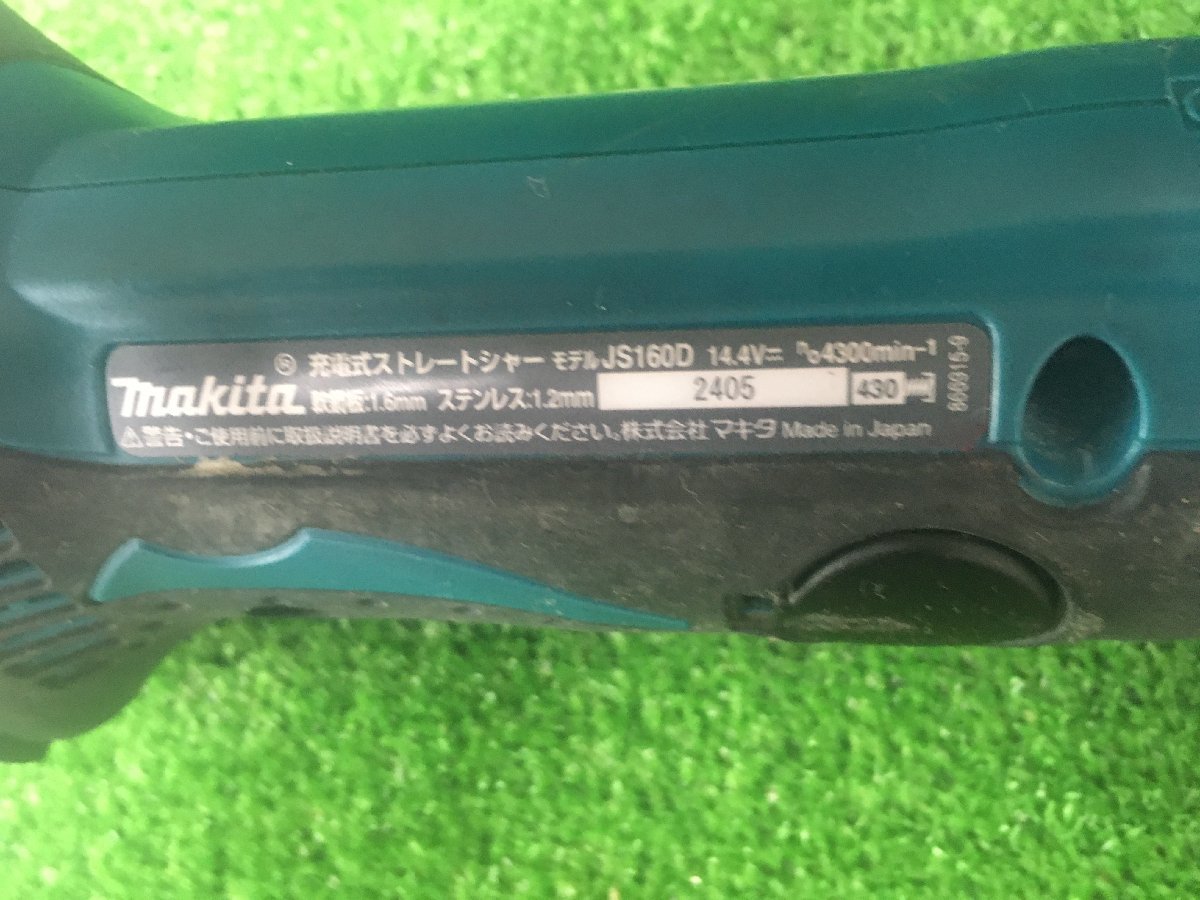 ® 充電式ストレートシャー モデル JS160D 14.4V⎓ n₀4300min⁻¹
makita 軟鋼板:1.6mm ステンレス:1.2mm 2405 430
⚠警告・ご使用前に取扱説明書を必ずよくお読みください。株式会社 マキタ Made in Japan